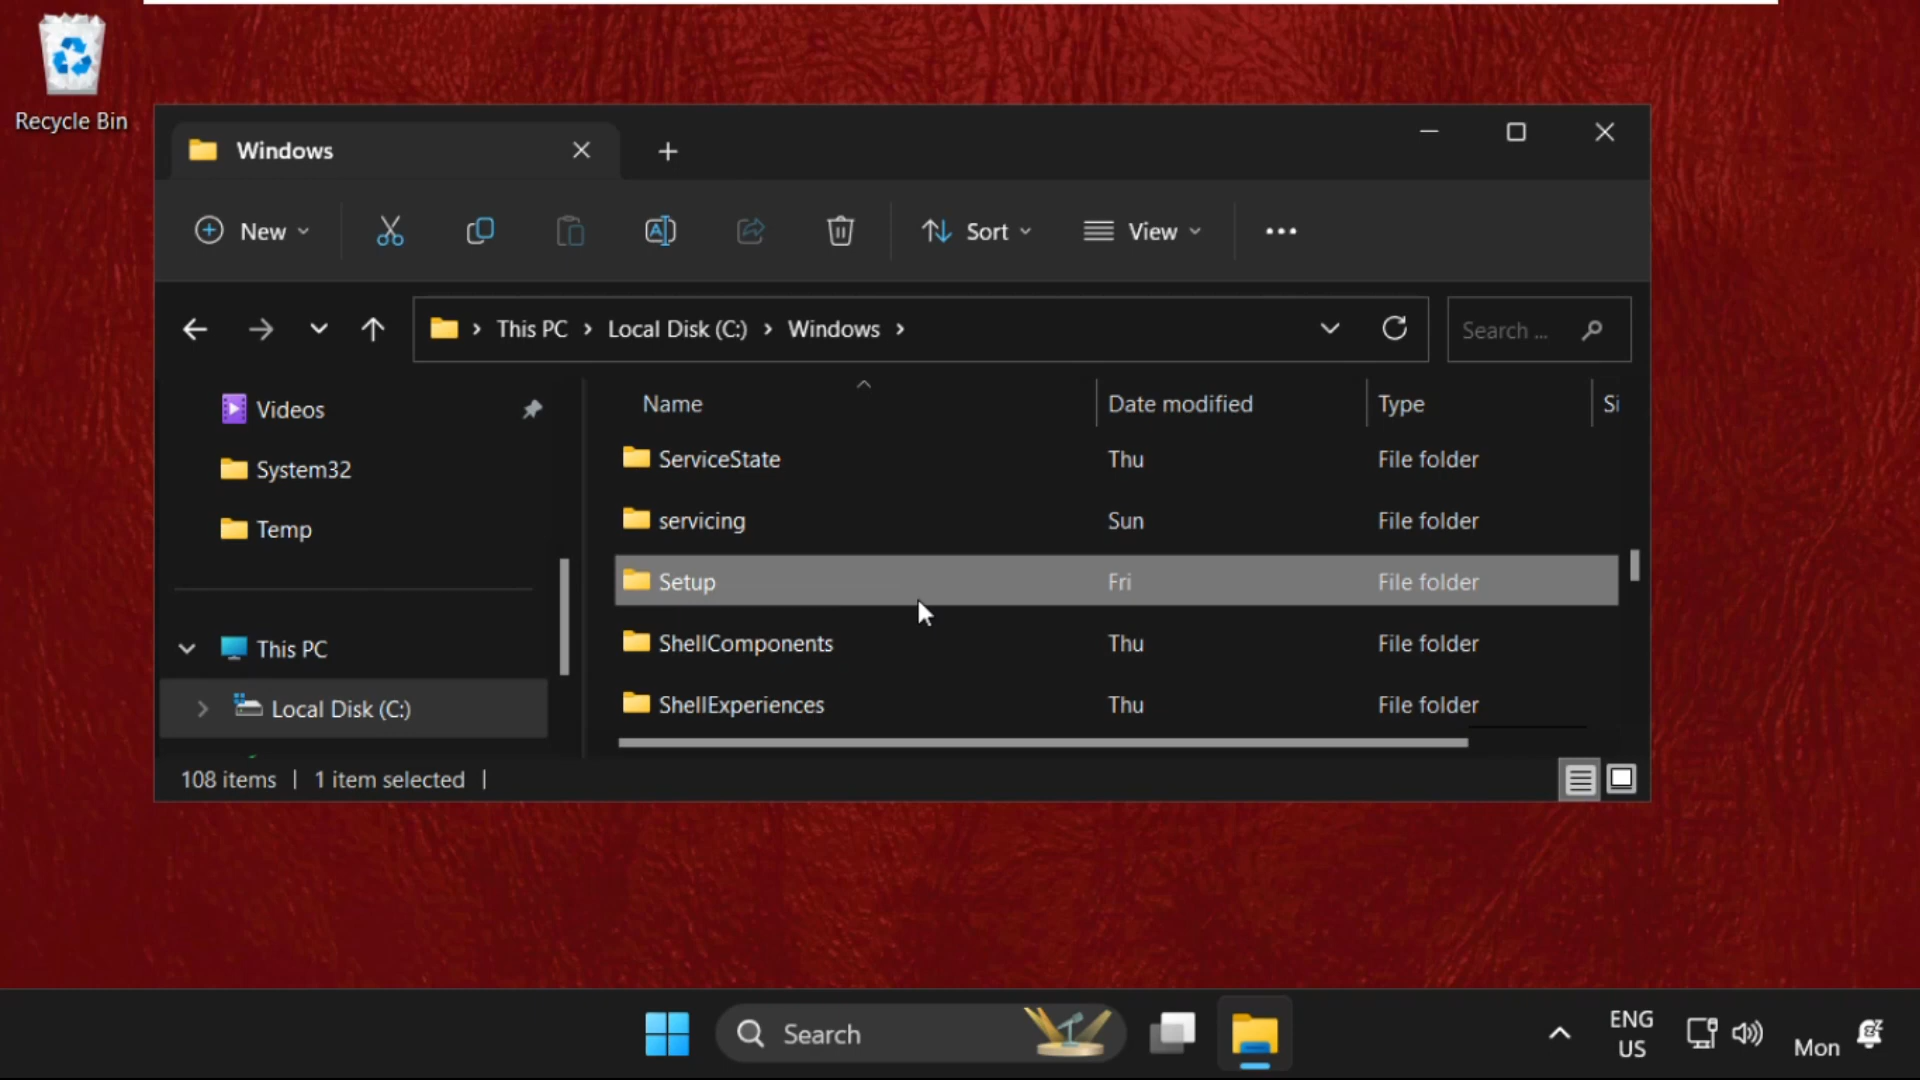 Recycle Bin
Windows
New
Sort
View
This PC
Local Disk (C:)
Windows
Search ...
Videos
System32
Temp
This PC
Local Disk (C:)
Name
Date modified
Type
Si
ServiceState
Thu
File folder
servicing
Sun
File folder
Setup
Fri
File folder
ShellComponents
Thu
File folder
ShellExperiences
Thu
File folder
108 items
1 item selected
Search
ENG
US
Mon